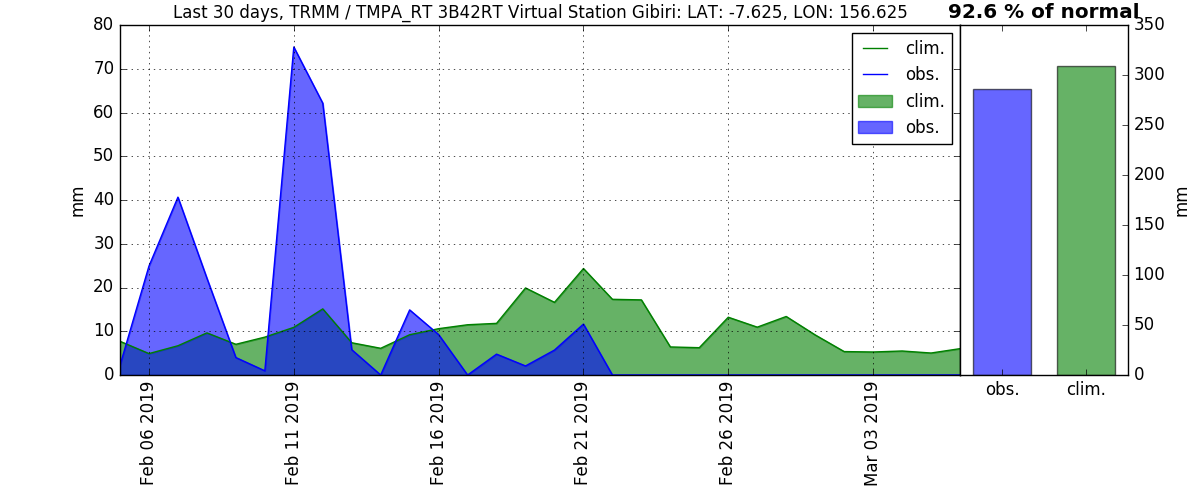 Last 30 days, TRMM / TMPA_RT 3B42RT Virtual Station Gibiri: LAT: -7.625, LON: 156.625
92.6 % of normal
80
70
60
50
40
30
20
10
0
mm
clim.
obs.
clim.
obs.
Feb 06 2019
Feb 11 2019
Feb 16 2019
Feb 21 2019
Feb 26 2019
Mar 03 2019
350
300
250
200
150
100
50
0
mm
obs.
clim.